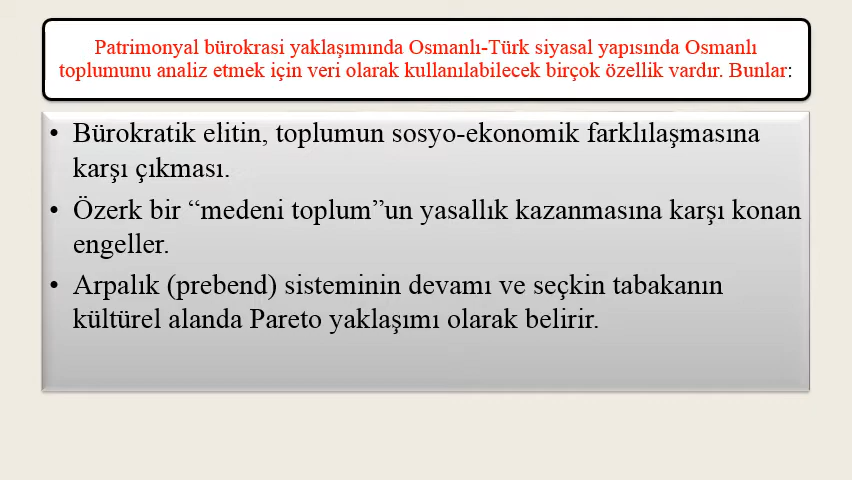 Patrimonyal bürokrasi yaklaşımında Osmanlı-Türk siyasal yapısında Osmanlı
toplumunu analiz etmek için veri olarak kullanılabilecek birçok özellik vardır. Bunlar:
• Bürokratik elitin, toplumun sosyo-ekonomik farklılaşmasına
karşı çıkması.
• Özerk bir “medeni toplum”un yasallık kazanmasına karşı konan
engeller.
• Arpalık (prebend) sisteminin devamı ve seçkin tabakanın
kültürel alanda Pareto yaklaşımı olarak belirir.